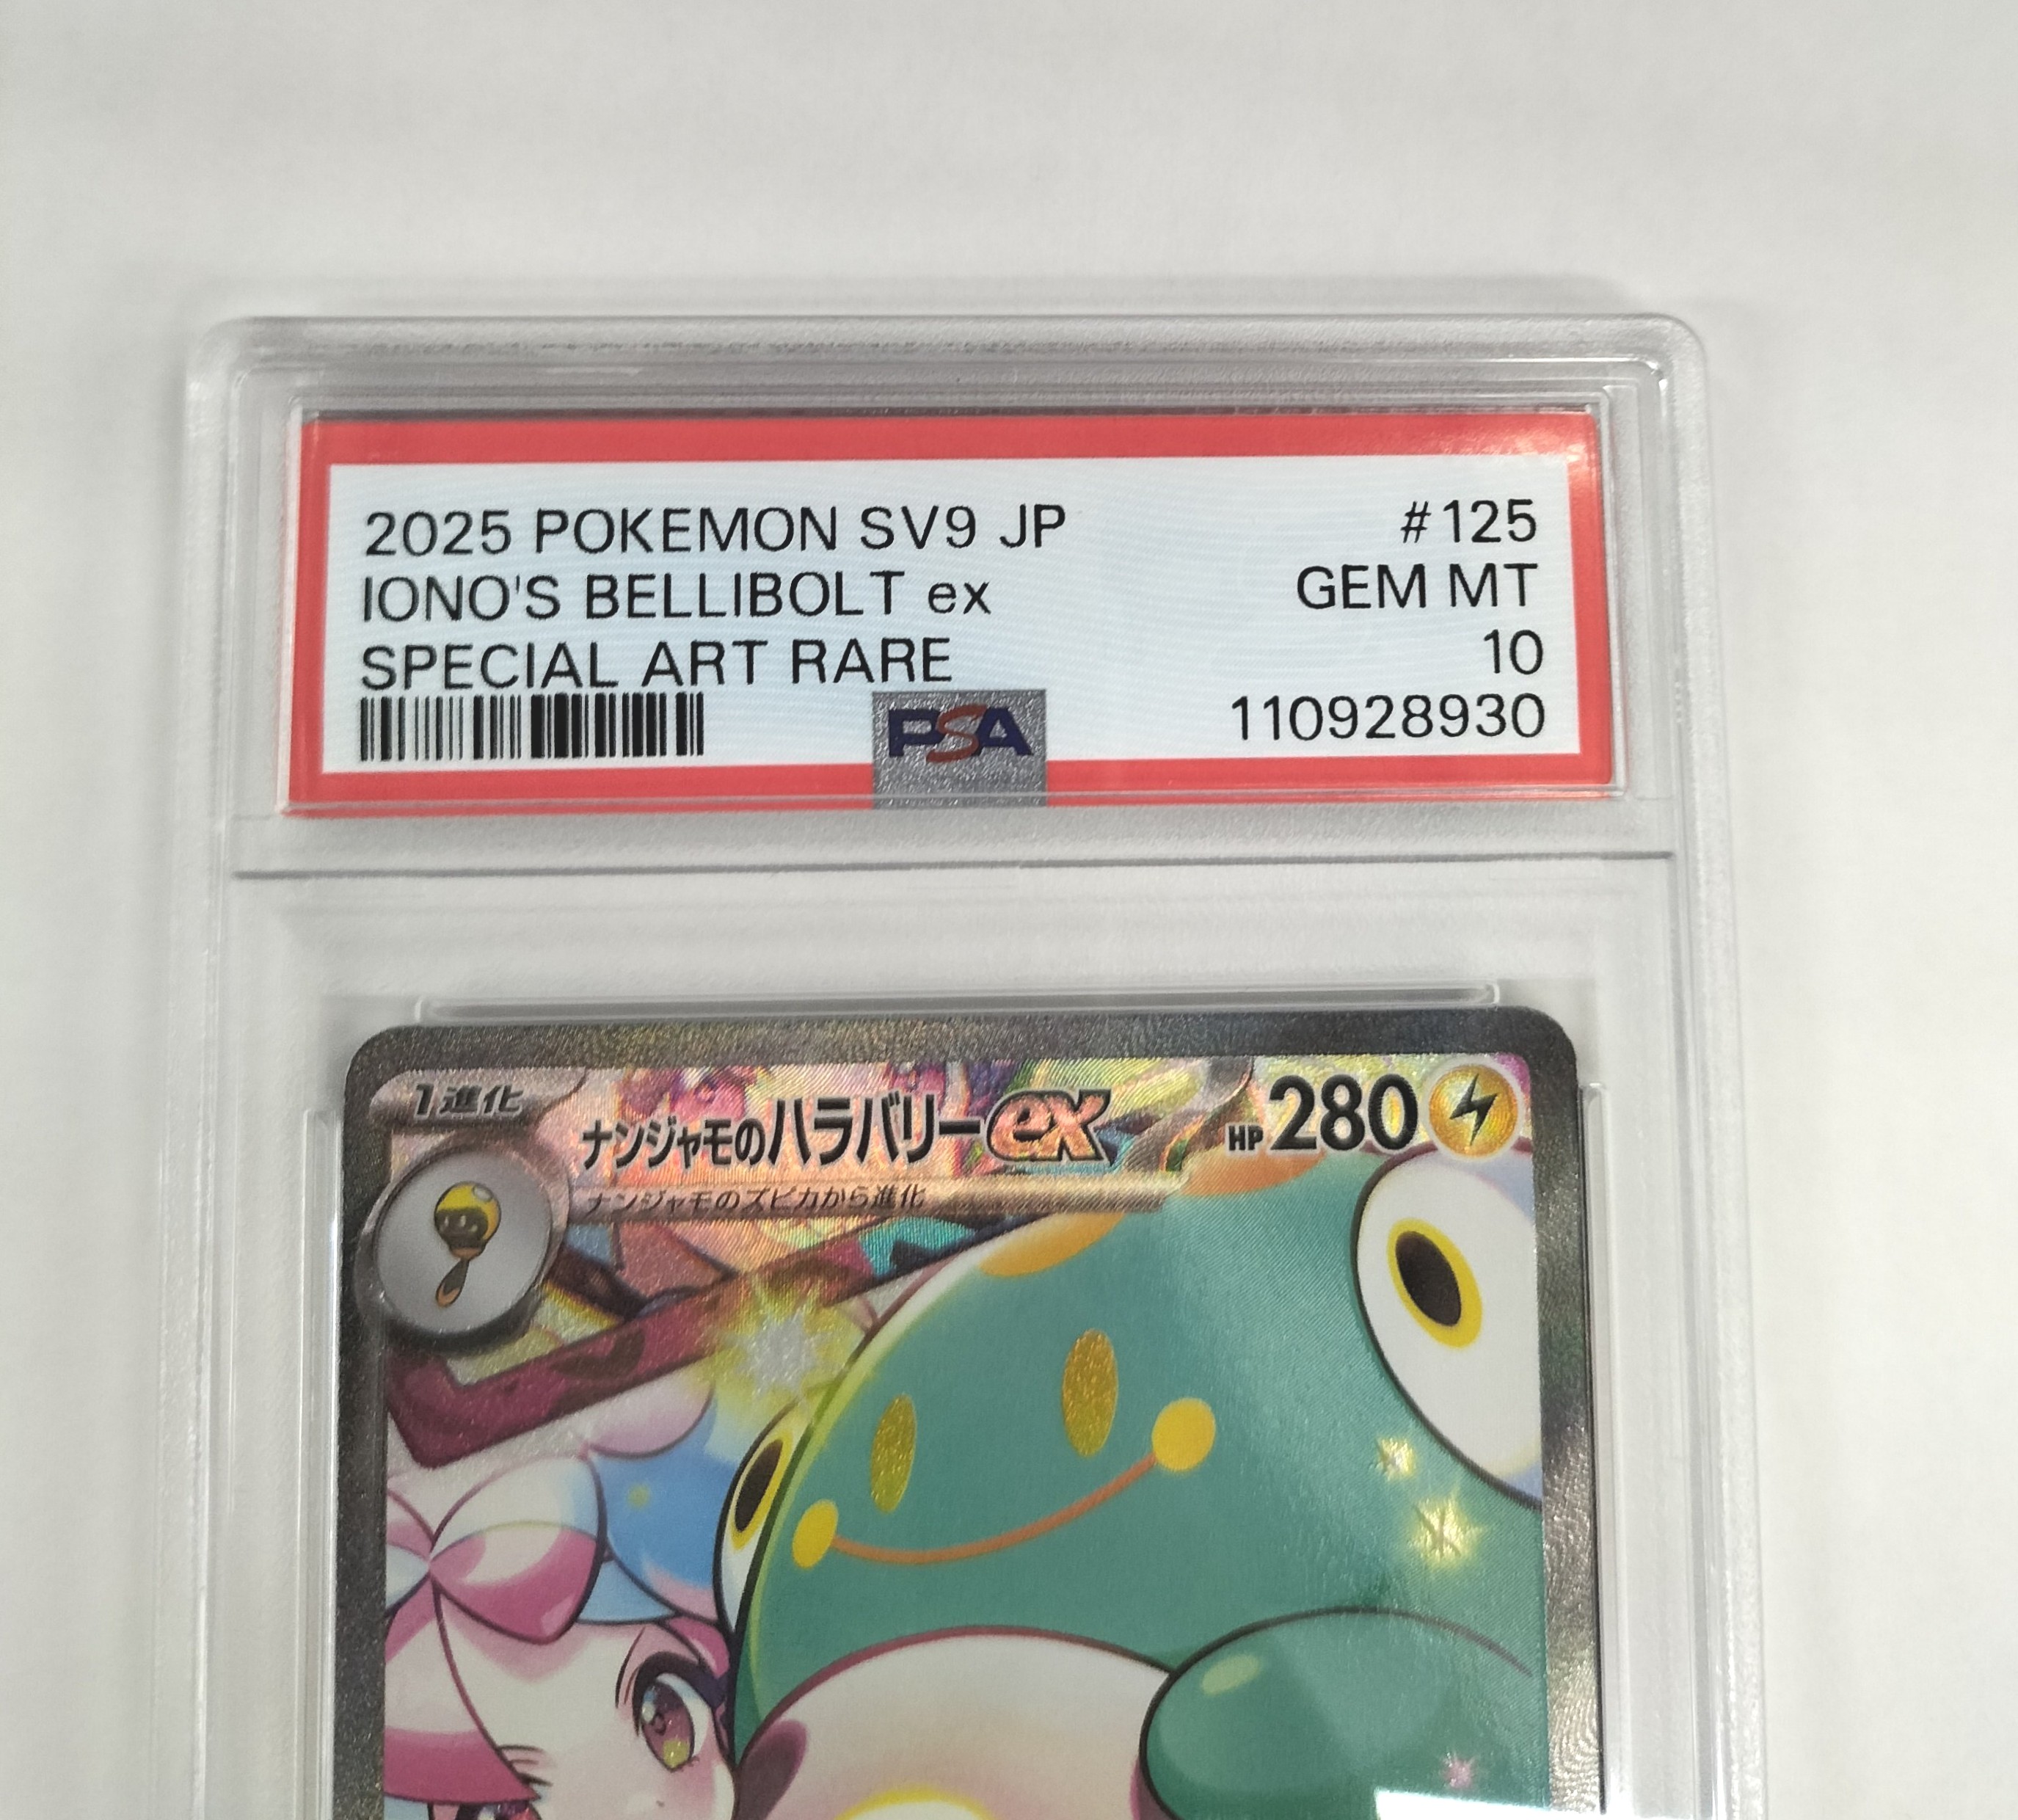 2025 POKEMON SV9 JP #125
IONO'S BELLIBOLT ex GEM MT
SPECIAL ART RARE 10
PSA 110928930
1進化 ナンジャモのハラバリーex HP280
ナンジャモのズピカから進化